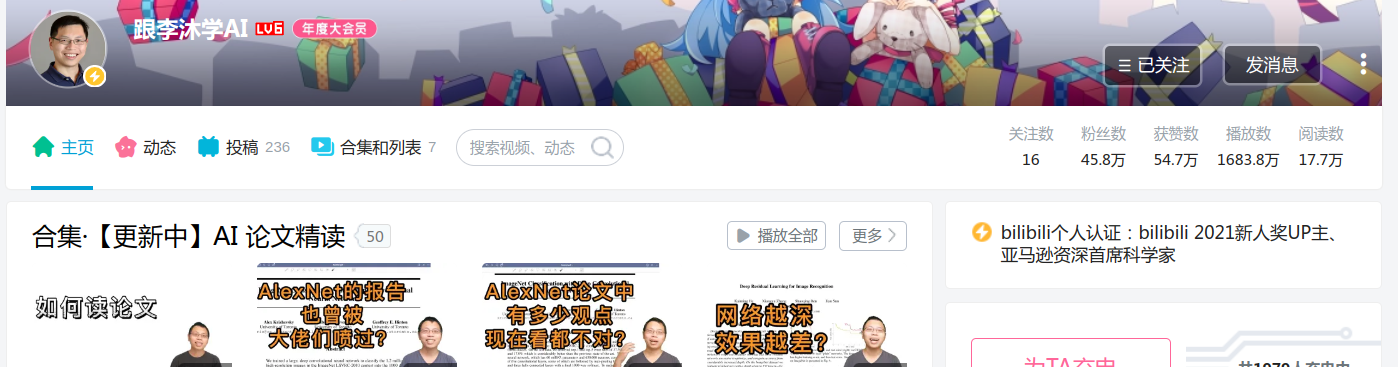 跟李沐学AI LV6 年度大会员
已关注 发消息
主页 动态 投稿 236 合集和列表 7 搜索视频、动态
关注数 粉丝数 获赞数 播放数 阅读数
16 45.8万 54.7万 1683.8万 17.7万
合集·【更新中】AI 论文精读 50 播放全部 更多
bilibili个人认证：bilibili 2021新人奖UP主、
亚马逊资深首席科学家
如何读论文
AlexNet的报告
也曾被
大佬们喷过？
AlexNet论文中
有多少观点
现在看都不对？
Deep Residual Learning for Image Recognition
网络越深
效果越差？
为TA充电